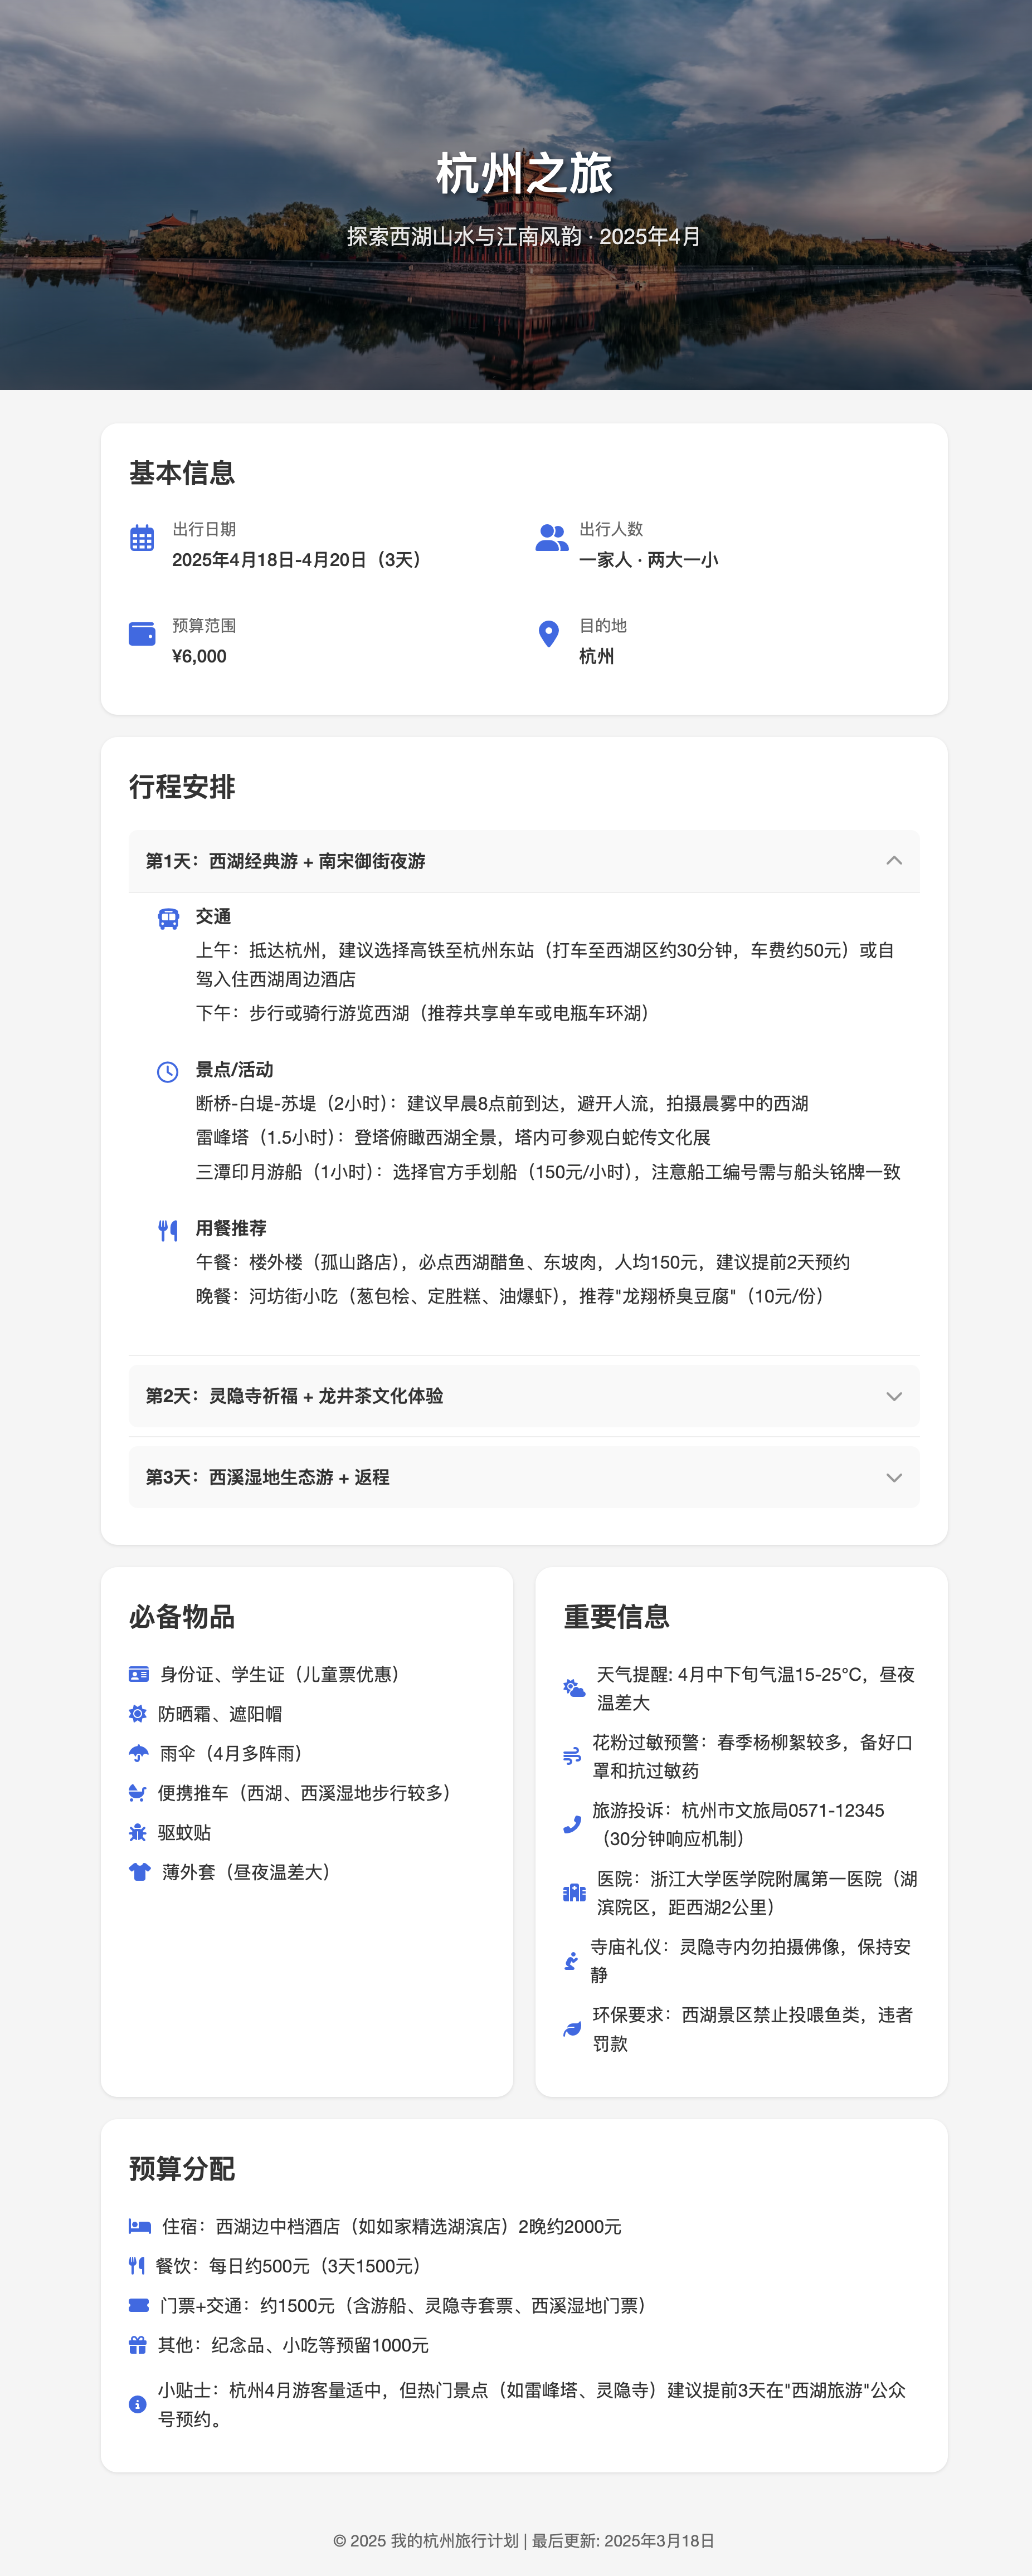 杭州之旅
探索西湖山水与江南风韵 · 2025年4月
基本信息
出行日期
2025年4月18日-4月20日（3天）
出行人数
一家人 · 两大一小
预算范围
¥6,000
目的地
杭州
行程安排
第1天：西湖经典游 + 南宋御街夜游
交通
上午：抵达杭州，建议选择高铁至杭州东站（打车至西湖区约30分钟，车费约50元）或自
驾入住西湖周边酒店
下午：步行或骑行游览西湖（推荐共享单车或电瓶车环湖）
景点/活动
断桥-白堤-苏堤（2小时）：建议早晨8点前到达，避开人流，拍摄晨雾中的西湖
雷峰塔（1.5小时）：登塔俯瞰西湖全景，塔内可参观白蛇传文化展
三潭印月游船（1小时）：选择官方手划船（150元/小时），注意船工编号需与船头铭牌一致
用餐推荐
午餐：楼外楼（孤山路店），必点西湖醋鱼、东坡肉，人均150元，建议提前2天预约
晚餐：河坊街小吃（葱包桧、定胜糕、油爆虾），推荐"龙翔桥臭豆腐"（10元/份）
第2天：灵隐寺祈福 + 龙井茶文化体验
第3天：西溪湿地生态游 + 返程
必备物品
身份证、学生证（儿童票优惠）
防晒霜、遮阳帽
雨伞（4月多阵雨）
便携推车（西湖、西溪湿地步行较多）
驱蚊贴
薄外套（昼夜温差大）
重要信息
天气提醒: 4月中下旬气温15-25°C，昼夜
温差大
花粉过敏预警：春季杨柳絮较多，备好口
罩和抗过敏药
旅游投诉：杭州市文旅局0571-12345
（30分钟响应机制）
医院：浙江大学医学院附属第一医院（湖
滨院区，距西湖2公里）
寺庙礼仪：灵隐寺内勿拍摄佛像，保持安
静
环保要求：西湖景区禁止投喂鱼类，违者
罚款
预算分配
住宿：西湖边中档酒店（如如家精选湖滨店）2晚约2000元
餐饮：每日约500元（3天1500元）
门票+交通：约1500元（含游船、灵隐寺套票、西溪湿地门票）
其他：纪念品、小吃等预留1000元
小贴士：杭州4月游客量适中，但热门景点（如雷峰塔、灵隐寺）建议提前3天在"西湖旅游"公众
号预约。
© 2025 我的杭州旅行计划 | 最后更新: 2025年3月18日